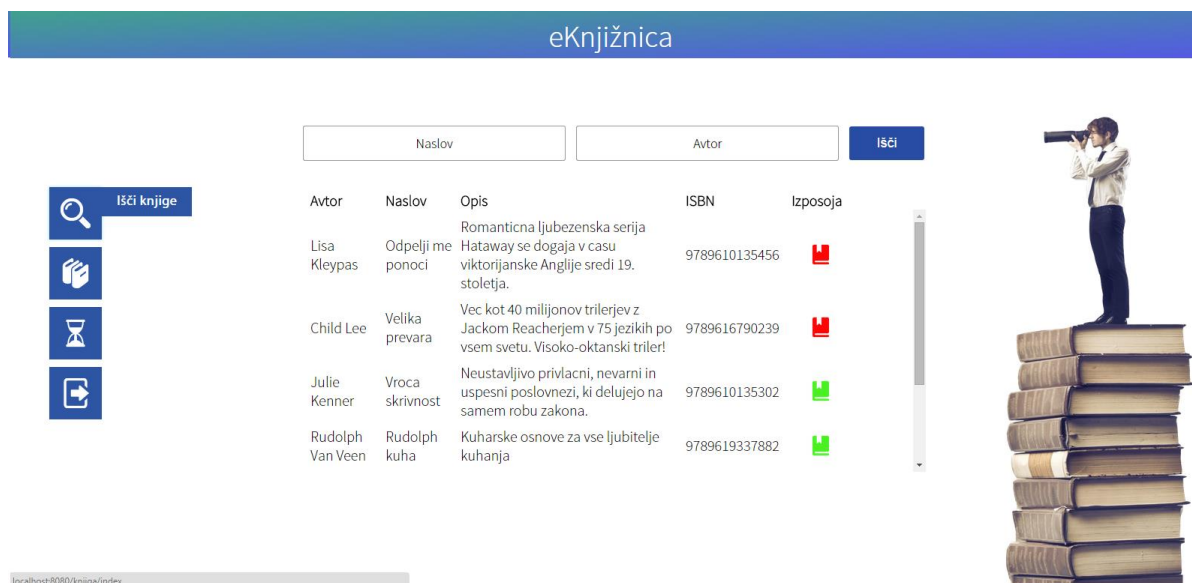 eKnjižnica
Naslov
Avtor
Išči
Išči knjige
Avtor Naslov Opis ISBN Izposoja
Lisa
Kleypas
Odpelji me
ponoci
Romanticna ljubezenska serija
Hataway se dogaja v casu
viktorijanske Anglije sredi 19.
stoletja.
9789610135456
Child Lee
Velika
prevara
Vec kot 40 milijonov trilerjev z
Jackom Reacherjem v 75 jezikih po
vsem svetu. Visoko-oktanski triler!
9789616790239
Julie
Kenner
Vroca
skrivnost
Neustavljivo privlacni, nevarni in
uspesni poslovnezi, ki delujejo na
samem robu zakona.
9789610135302
Rudolph
Van Veen
Rudolph
kuha
Kuharske osnove za vse ljubitelje
kuhanja
9789619337882
localhost:8080/knjiga/index